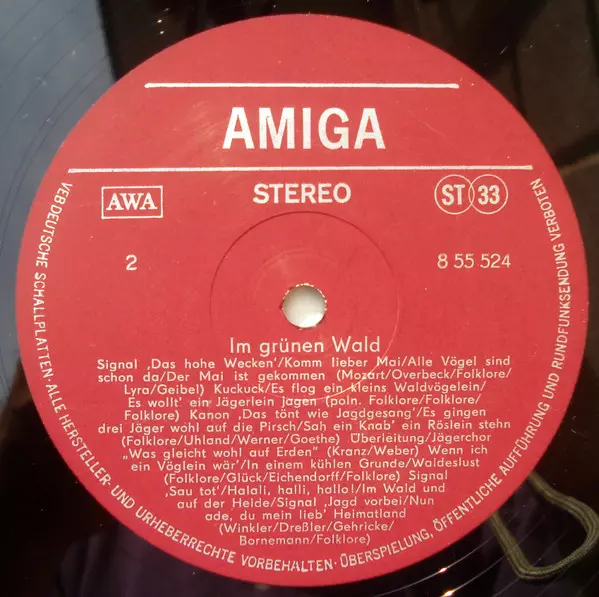 AMIGA
AWA
STEREO
ST 33
2
8 55 524
Im grünen Wald
Signal ‚Das hohe Wecken'/Komm lieber Mai/Alle Vögel sind
schon da/Der Mai ist gekommen (Mozart/Overbeck/Folklore/
Lyra/Geibel) Kuckuck/Es flog ein kleins Waldvögelein/
Es wollt' ein Jägerlein jagen (poln. Folklore/Folklore/
Folklore) Kanon ‚Das tönt wie Jagdgesang'/Es gingen
drei Jäger wohl auf die Pirsch/Sah ein Knab' ein Röslein stehn
(Folklore/Uhland/Werner/Goethe) Überleitung/Jägerchor
„Was gleicht wohl auf Erden" (Kranz/Weber) Wenn ich
ein Vöglein wär'/In einem kühlen Grunde/Waldeslust
(Folklore/Glück/Eichendorff/Folklore) Signal
‚Sau tot'/Halali, halli, hallo!/Im Wald und
auf der Heide/Signal ‚Jagd vorbei/Nun
ade, du mein lieb' Heimatland
(Winkler/Dreßler/Gehricke/
Bornemann/Folklore)
VEB DEUTSCHE SCHALLPLATTEN · ALLE HERSTELLER- UND URHEBERRECHTE VORBEHALTEN · ÜBERSPIELUNG, ÖFFENTLICHE AUFFÜHRUNG UND RUNDFUNKSENDUNG VERBOTEN